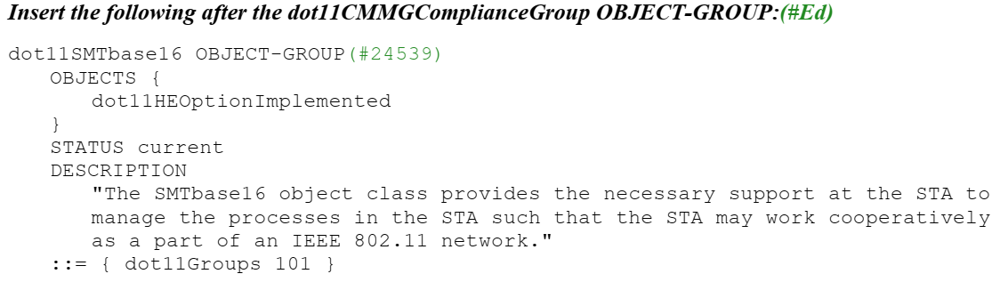 Insert the following after the dot11CMMGComplianceGroup OBJECT-GROUP:(#Ed)
dot11SMTbase16 OBJECT-GROUP(#24539)
OBJECTS {
dot11HEOptionImplemented
}
STATUS current
DESCRIPTION
"The SMTbase16 object class provides the necessary support at the STA to
manage the processes in the STA such that the STA may work cooperatively
as a part of an IEEE 802.11 network."
::= { dot11Groups 101 }